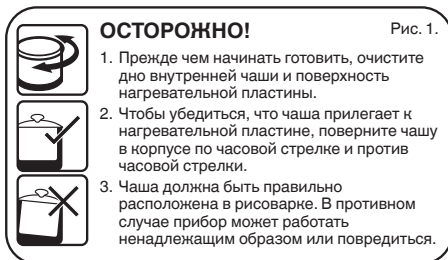 ОСТОРОЖНО!
Рис. 1.
1. Прежде чем начинать готовить, очистите
дно внутренней чаши и поверхность
нагревательной пластины.
2. Чтобы убедиться, что чаша прилегает к
нагревательной пластине, поверните чашу
в корпусе по часовой стрелке и против
часовой стрелки.
3. Чаша должна быть правильно
расположена в рисоварке. В противном
случае прибор может работать
ненадлежащим образом или повредиться.